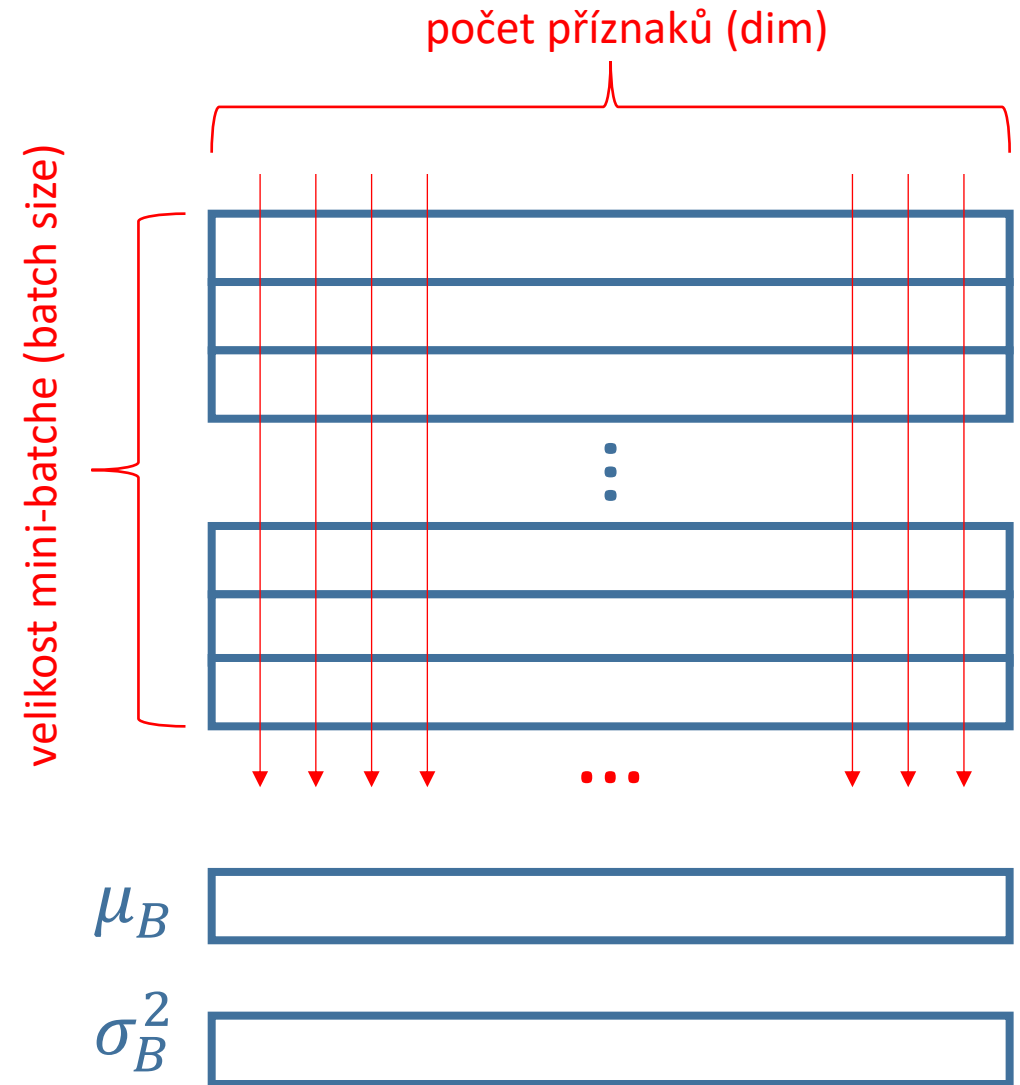 počet příznaků (dim)
velikost mini-batche (batch size)
...
μ_B
σ_B^2